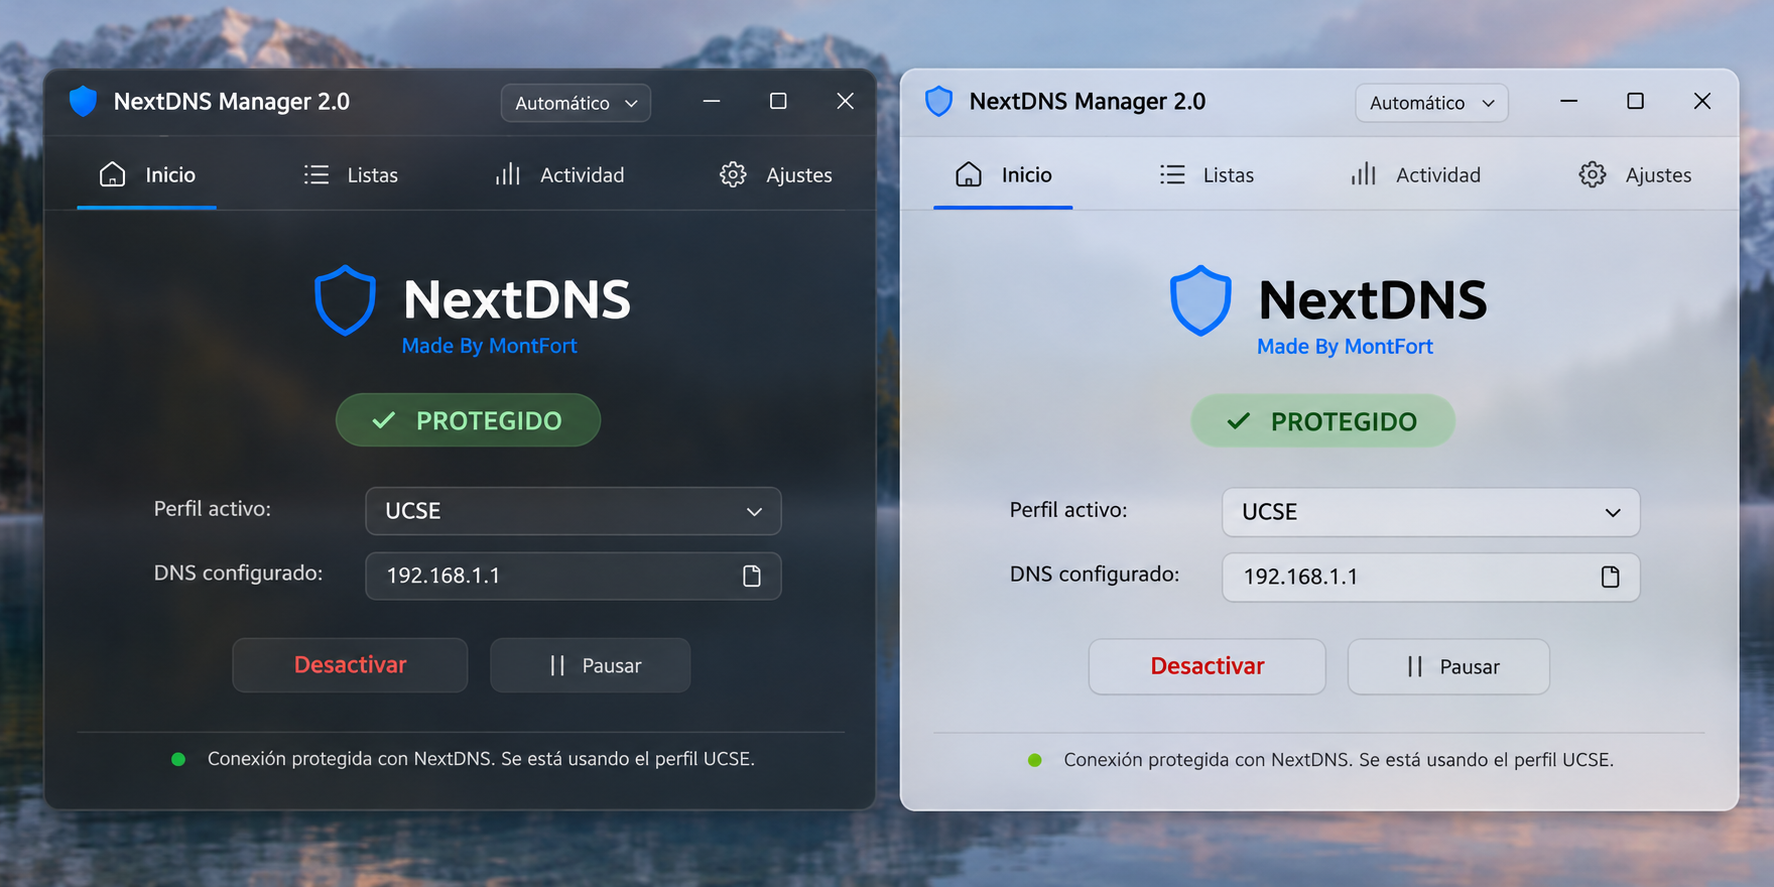 NextDNS Manager 2.0
Automático
Inicio
Listas
Actividad
Ajustes
NextDNS
Made By MontFort
PROTEGIDO
Perfil activo:
UCSE
DNS configurado:
192.168.1.1
Desactivar
Pausar
Conexión protegida con NextDNS. Se está usando el perfil UCSE.
NextDNS Manager 2.0
Automático
Inicio
Listas
Actividad
Ajustes
NextDNS
Made By MontFort
PROTEGIDO
Perfil activo:
UCSE
DNS configurado:
192.168.1.1
Desactivar
Pausar
Conexión protegida con NextDNS. Se está usando el perfil UCSE.